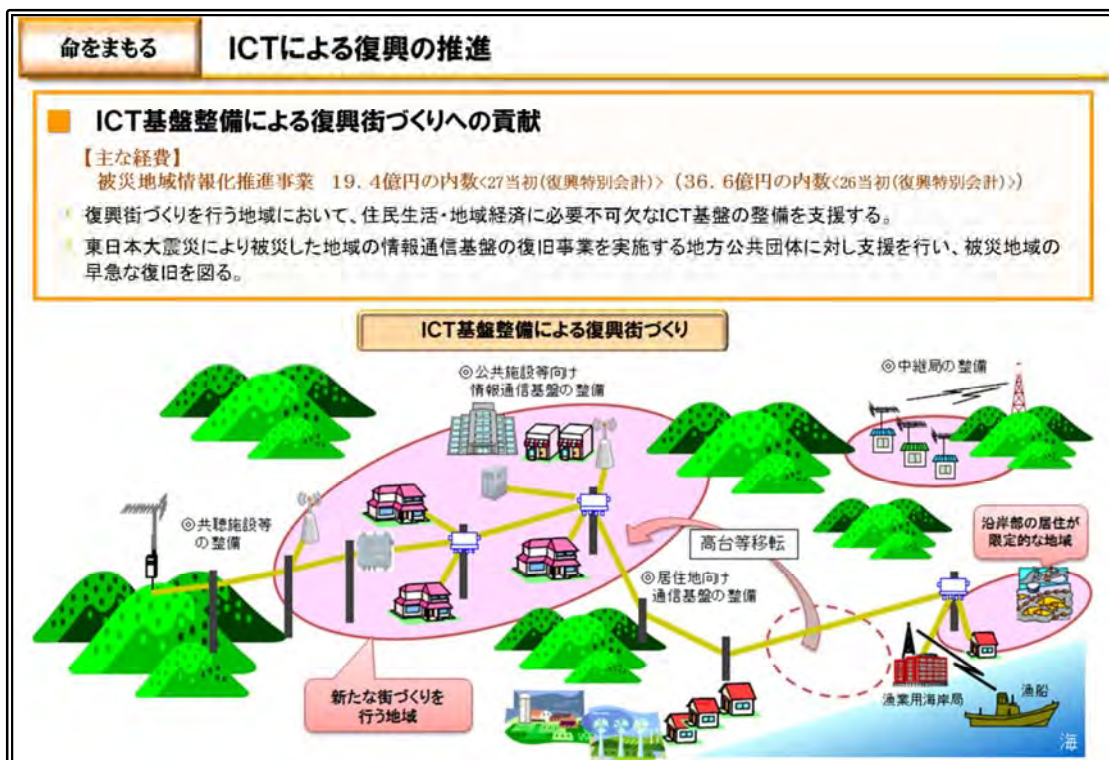 命をまもる
ICTによる復興の推進
■ ICT基盤整備による復興街づくりへの貢献
【主な経費】
被災地域情報化推進事業 19.4億円の内数<27当初(復興特別会計)> (36.6億円の内数<26当初(復興特別会計)>)
復興街づくりを行う地域において、住民生活・地域経済に必要不可欠なICT基盤の整備を支援する。
東日本大震災により被災した地域の情報通信基盤の復旧事業を実施する地方公共団体に対し支援を行い、被災地域の
早急な復旧を図る。
ICT基盤整備による復興街づくり
◎公共施設等向け
情報通信基盤の整備
◎中継局の整備
◎共聴施設等
の整備
沿岸部の居住が
限定的な地域
高台等移転
◎居住地向け
通信基盤の整備
新たな街づくりを
行う地域
漁業用海岸局
漁船
海